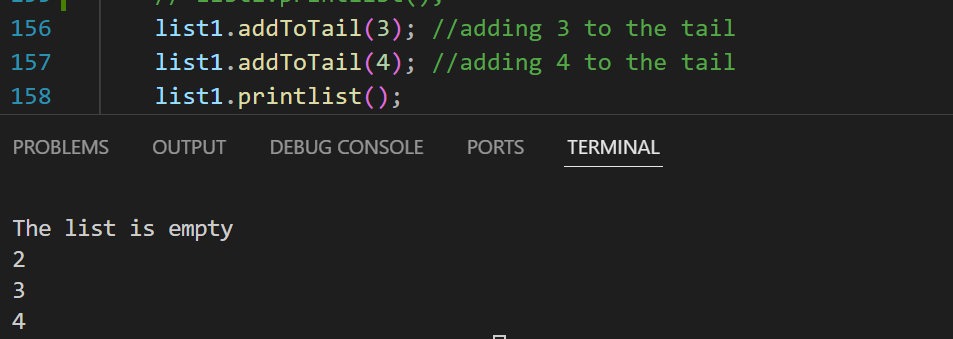 156 list1.addToTail(3); //adding 3 to the tail
157 list1.addToTail(4); //adding 4 to the tail
158 list1.printlist();
PROBLEMS OUTPUT DEBUG CONSOLE PORTS TERMINAL
The list is empty
2
3
4